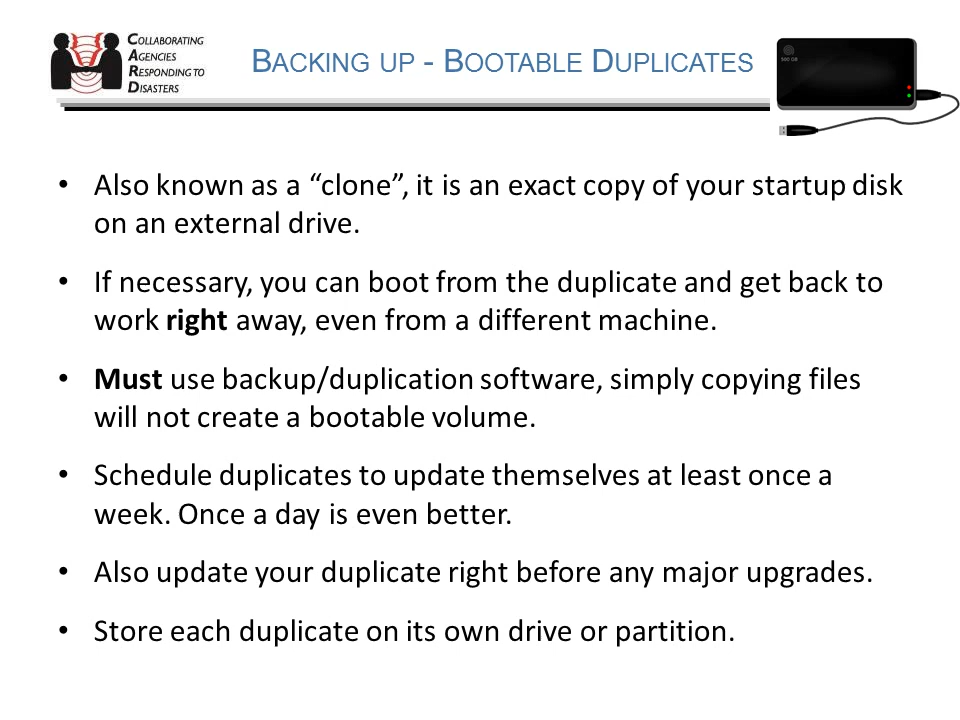 COLLABORATING
AGENCIES
RESPONDING TO
DISASTERS
BACKING UP - BOOTABLE DUPLICATES
500 GB
• Also known as a “clone”, it is an exact copy of your startup disk
on an external drive.
• If necessary, you can boot from the duplicate and get back to
work right away, even from a different machine.
• Must use backup/duplication software, simply copying files
will not create a bootable volume.
• Schedule duplicates to update themselves at least once a
week. Once a day is even better.
• Also update your duplicate right before any major upgrades.
• Store each duplicate on its own drive or partition.